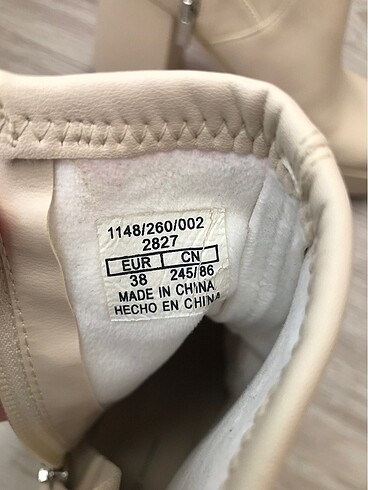 1148/260/002
2827
EUR CN
38 245/86
MADE IN CHINA
HECHO EN CHINA